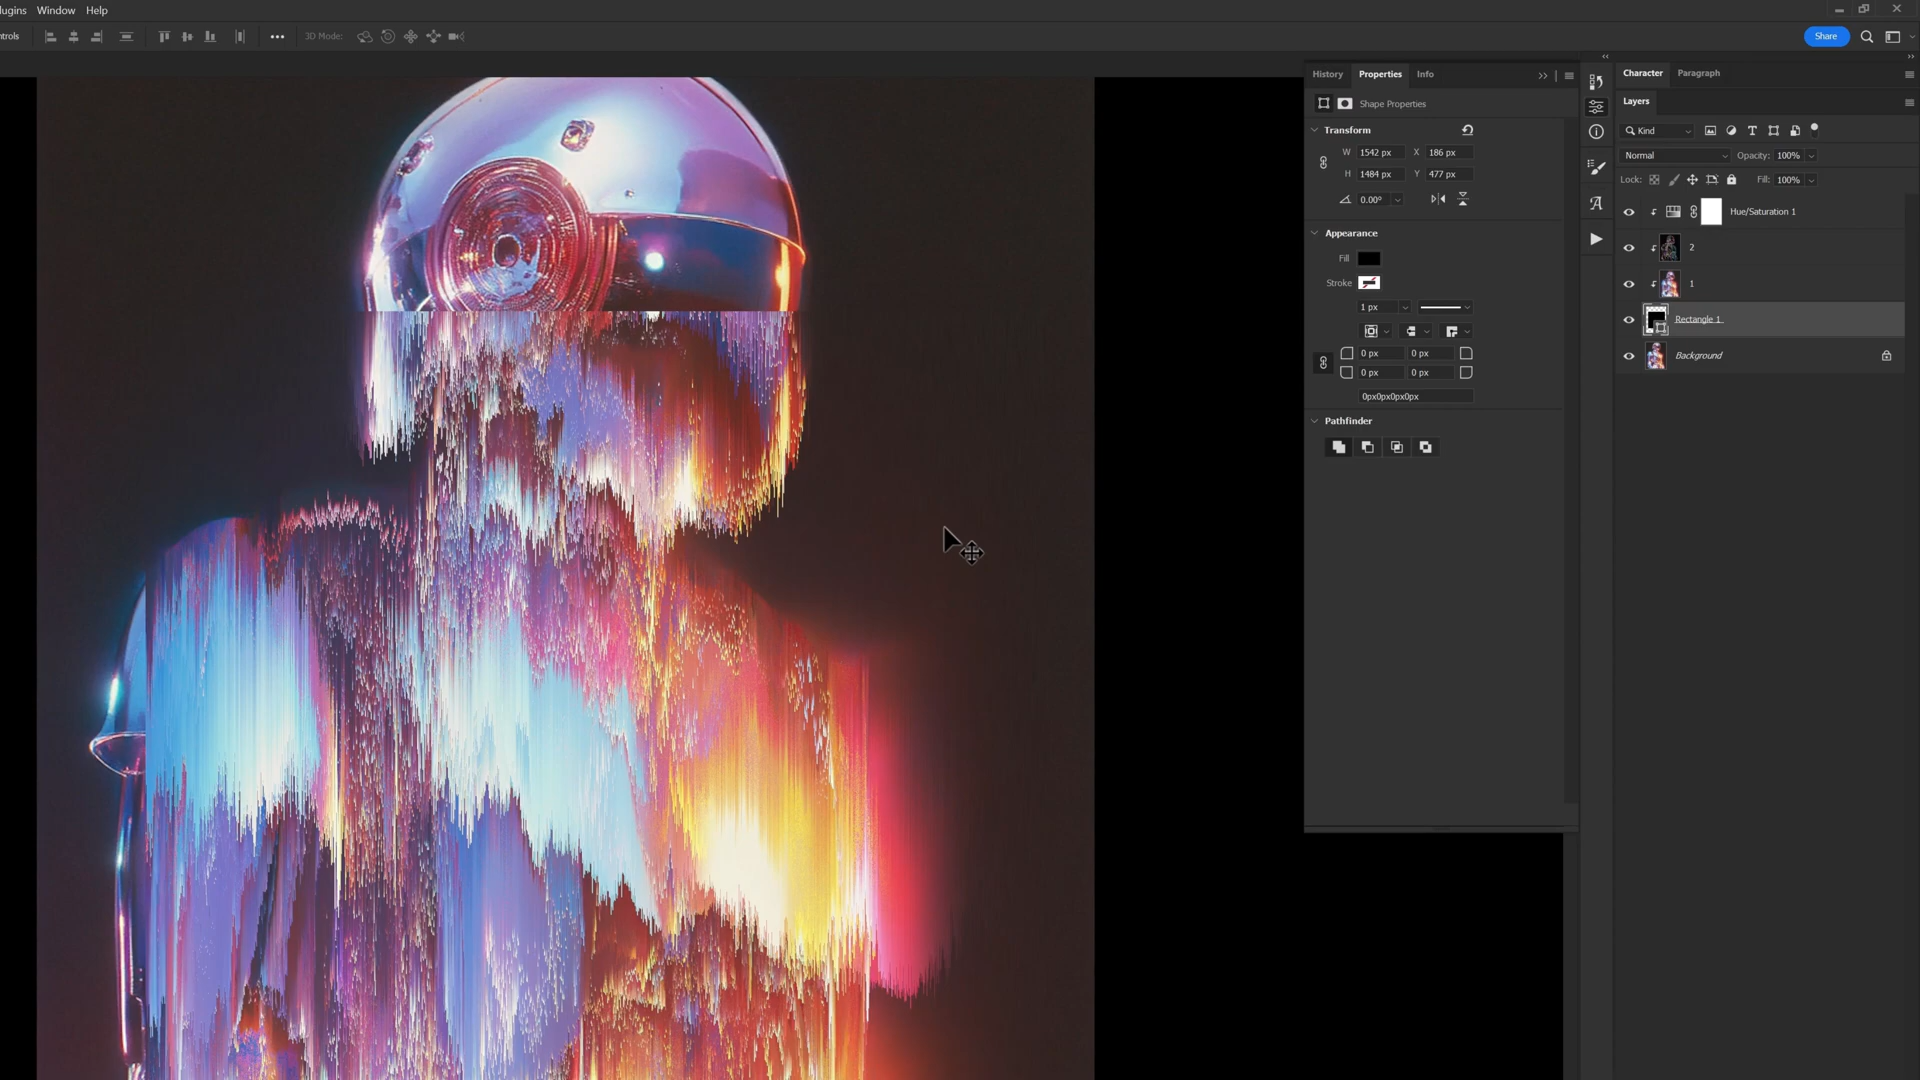 lugins Window Help
ntrols
3D Mode:
Share
History Properties Info
Shape Properties
Transform
W 1542 px X 186 px
H 1484 px Y 477 px
0.00°
Appearance
Fill
Stroke
1 px
0 px 0 px
0 px 0 px
0px0px0px0px
Pathfinder
Character Paragraph
Layers
Kind
Normal Opacity: 100%
Lock: Fill: 100%
Hue/Saturation 1
2
1
Rectangle 1
Background